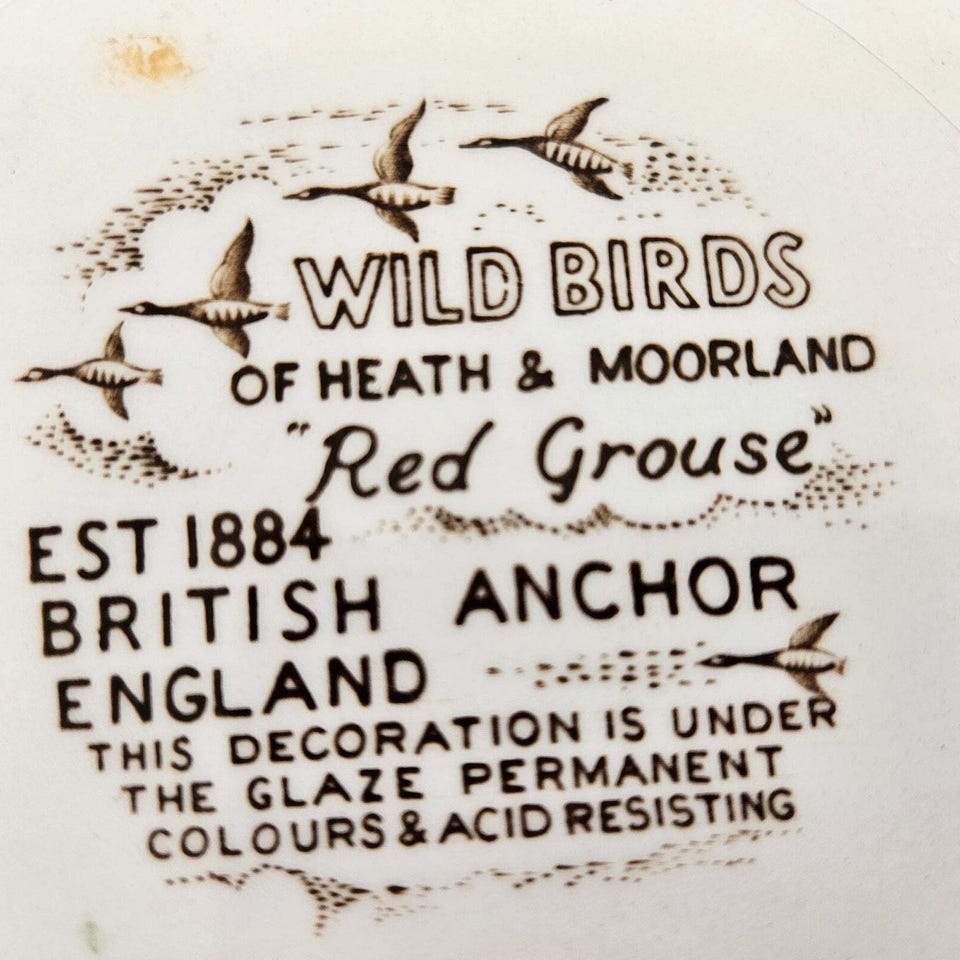 WILD BIRDS
OF HEATH & MOORLAND
"Red Grouse"
EST 1884
BRITISH ANCHOR
ENGLAND
THIS DECORATION IS UNDER
THE GLAZE PERMANENT
COLOURS & ACID RESISTING